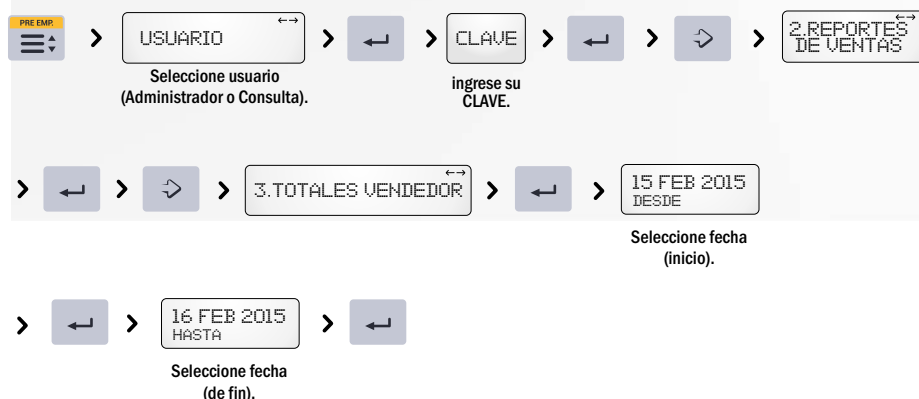 PRE EMP.
USUARIO
CLAVE
2.REPORTES
DE VENTAS
Seleccione usuario
(Administrador o Consulta).
ingrese su
CLAVE.
3.TOTALES VENDEDOR
15 FEB 2015
DESDE
Seleccione fecha
(inicio).
16 FEB 2015
HASTA
Seleccione fecha
(de fin).